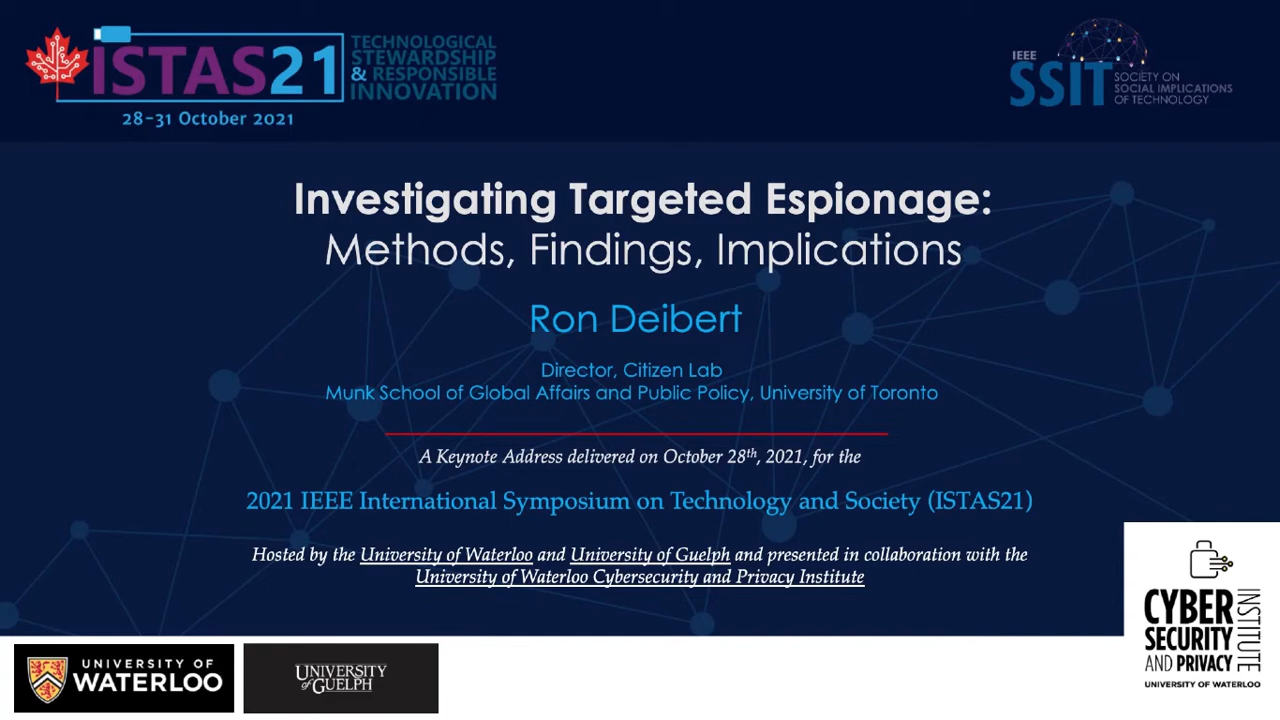 ISTAS21
TECHNOLOGICAL
STEWARDSHIP
& RESPONSIBLE
INNOVATION
28-31 October 2021
IEEE
SSIT
SOCIETY ON
SOCIAL IMPLICATIONS
OF TECHNOLOGY
Investigating Targeted Espionage:
Methods, Findings, Implications
Ron Deibert
Director, Citizen Lab
Munk School of Global Affairs and Public Policy, University of Toronto
A Keynote Address delivered on October 28th, 2021, for the
2021 IEEE International Symposium on Technology and Society (ISTAS21)
Hosted by the University of Waterloo and University of Guelph and presented in collaboration with the
University of Waterloo Cybersecurity and Privacy Institute
UNIVERSITY OF
WATERLOO
UNIVERSITY
of GUELPH
CYBER
SECURITY
AND PRIVACY
INSTITUTE
UNIVERSITY OF WATERLOO